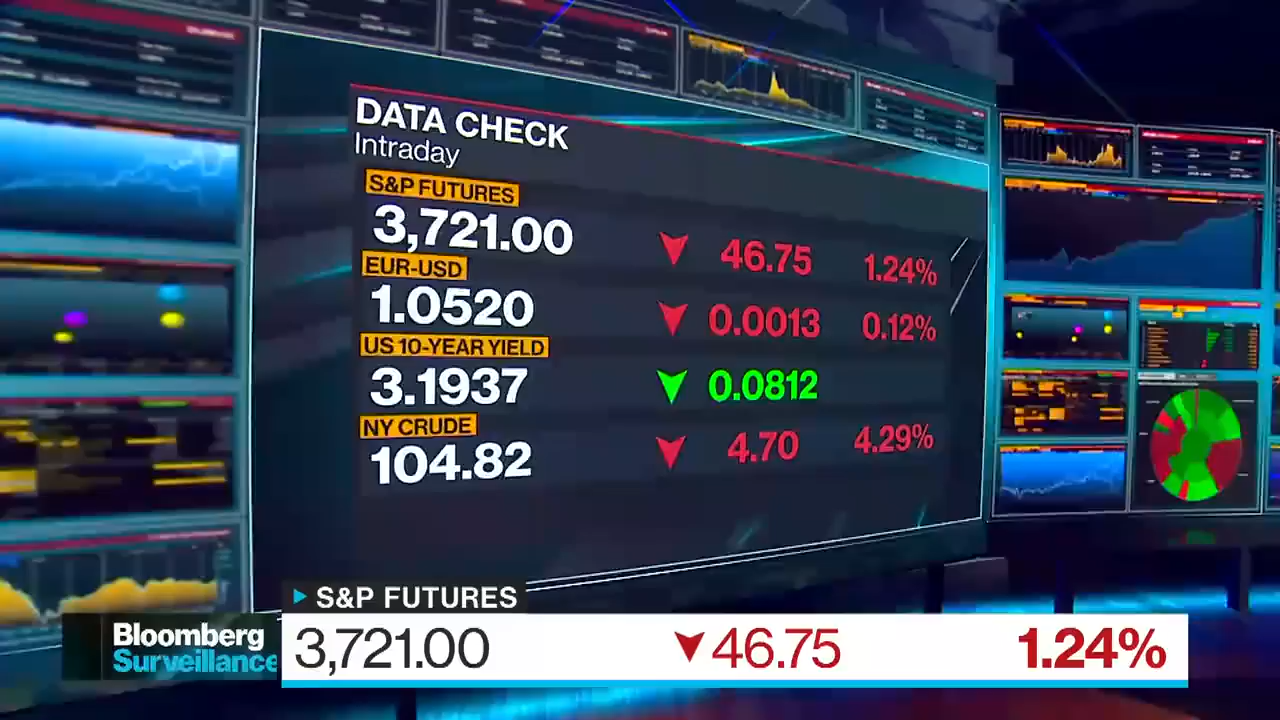 DATA CHECK
Intraday
S&P FUTURES
3,721.00 46.75 1.24%
EUR-USD
1.0520 0.0013 0.12%
US 10-YEAR YIELD
3.1937 0.0812
NY CRUDE
104.82 4.70 4.29%
S&P FUTURES
Bloomberg
Surveillance
3,721.00 46.75 1.24%